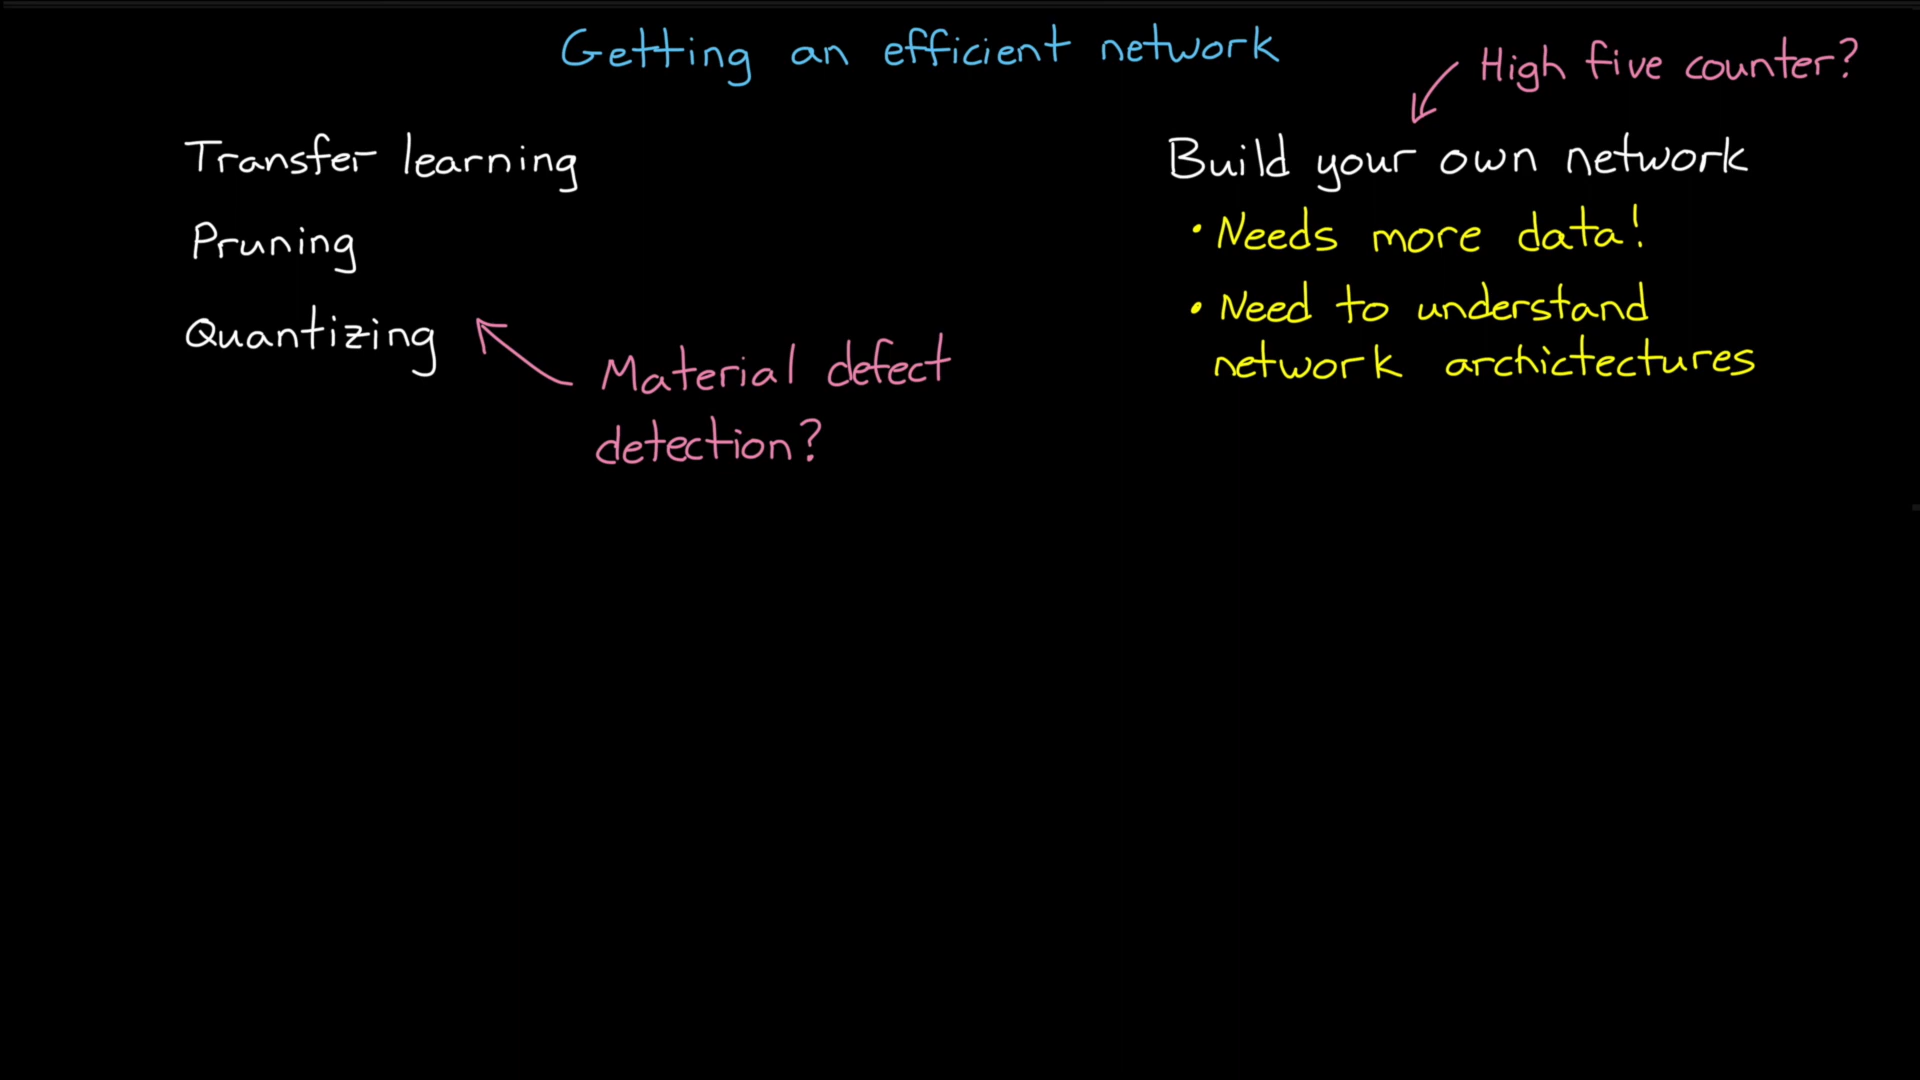 Getting an efficient network
High five counter?
Transfer learning
Pruning
Quantizing
Material defect
detection?
Build your own network
• Needs more data!
• Need to understand
network archictectures